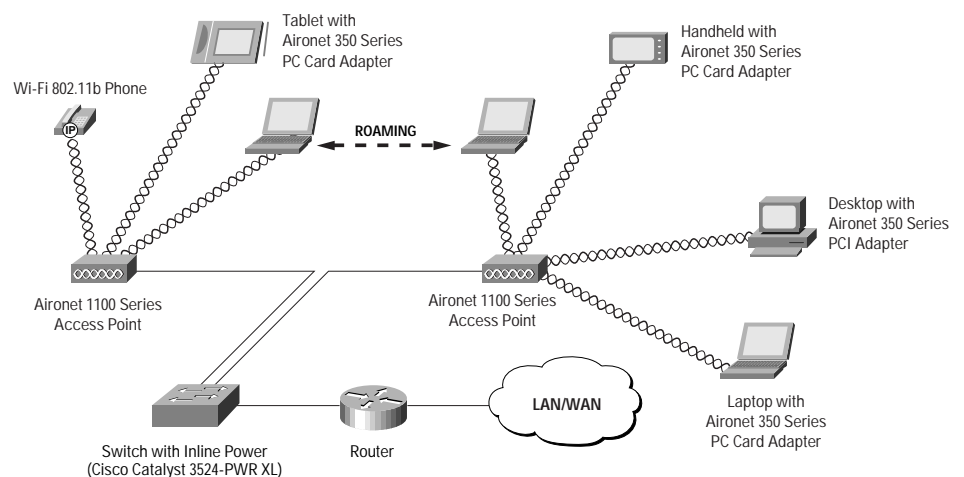 Tablet with
Aironet 350 Series
PC Card Adapter
Handheld with
Aironet 350 Series
PC Card Adapter
Wi-Fi 802.11b Phone
IP
ROAMING
Desktop with
Aironet 350 Series
PCI Adapter
Aironet 1100 Series
Access Point
Aironet 1100 Series
Access Point
LAN/WAN
Laptop with
Aironet 350 Series
PC Card Adapter
Switch with Inline Power
(Cisco Catalyst 3524-PWR XL)
Router